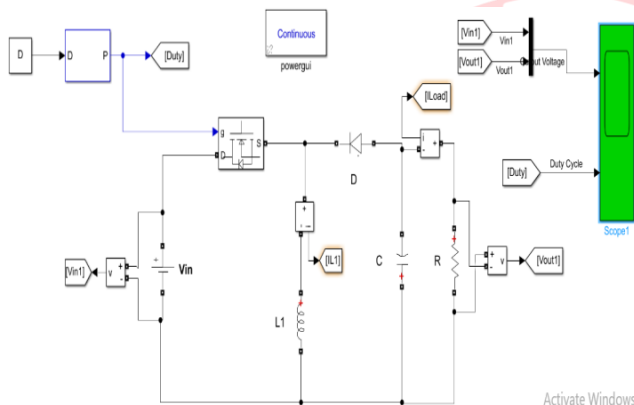 D
D P
[Duty]
Continuous
powergui
[Vin1]
Vin1
[Vout1]
Vout1
Output Voltage
[ILoad]
g
D
S
D
i
+
-
[Duty]
Duty Cycle
Scope1
[Vin1]
v
+
-
+
Vin
+
-
i
[IL1]
L1
+
C
+
R
+
+
-
v
[Vout1]
Activate Windows